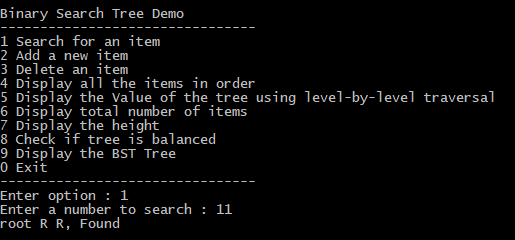 Binary Search Tree Demo
--------------------------------
1 Search for an item
2 Add a new item
3 Delete an item
4 Display all the items in order
5 Display the Value of the tree using level-by-level traversal
6 Display total number of items
7 Display the height
8 Check if tree is balanced
9 Display the BST Tree
0 Exit
--------------------------------
Enter option : 1
Enter a number to search : 11
root R R, Found